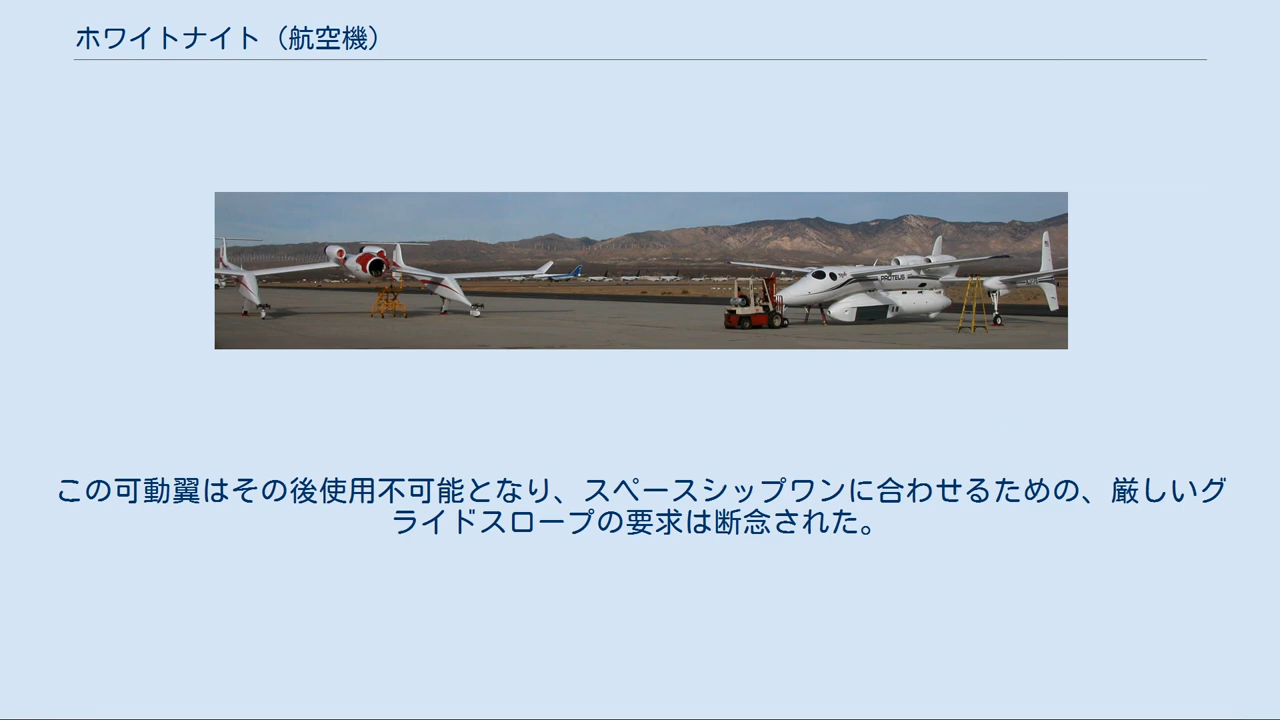 ホワイトナイト（航空機）
PROTEUS
この可動翼はその後使用不可能となり、スペースシップワンに合わせるための、厳しいグ
ライドスロープの要求は断念された。